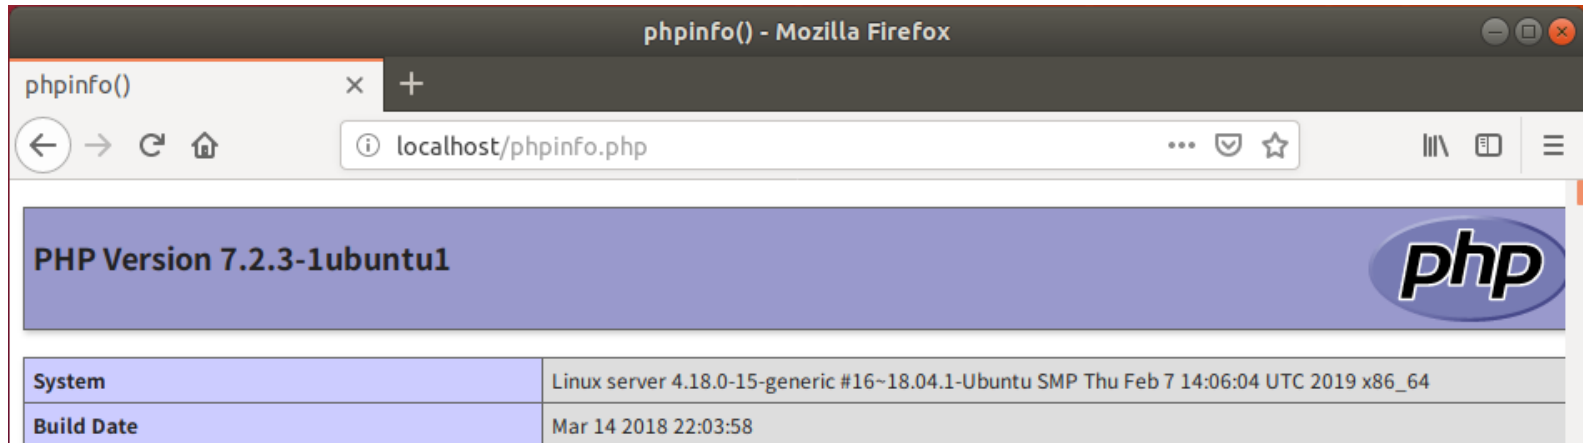 phpinfo() - Mozilla Firefox
phpinfo()
localhost/phpinfo.php
PHP Version 7.2.3-1ubuntu1
php
System Linux server 4.18.0-15-generic #16~18.04.1-Ubuntu SMP Thu Feb 7 14:06:04 UTC 2019 x86_64
Build Date Mar 14 2018 22:03:58